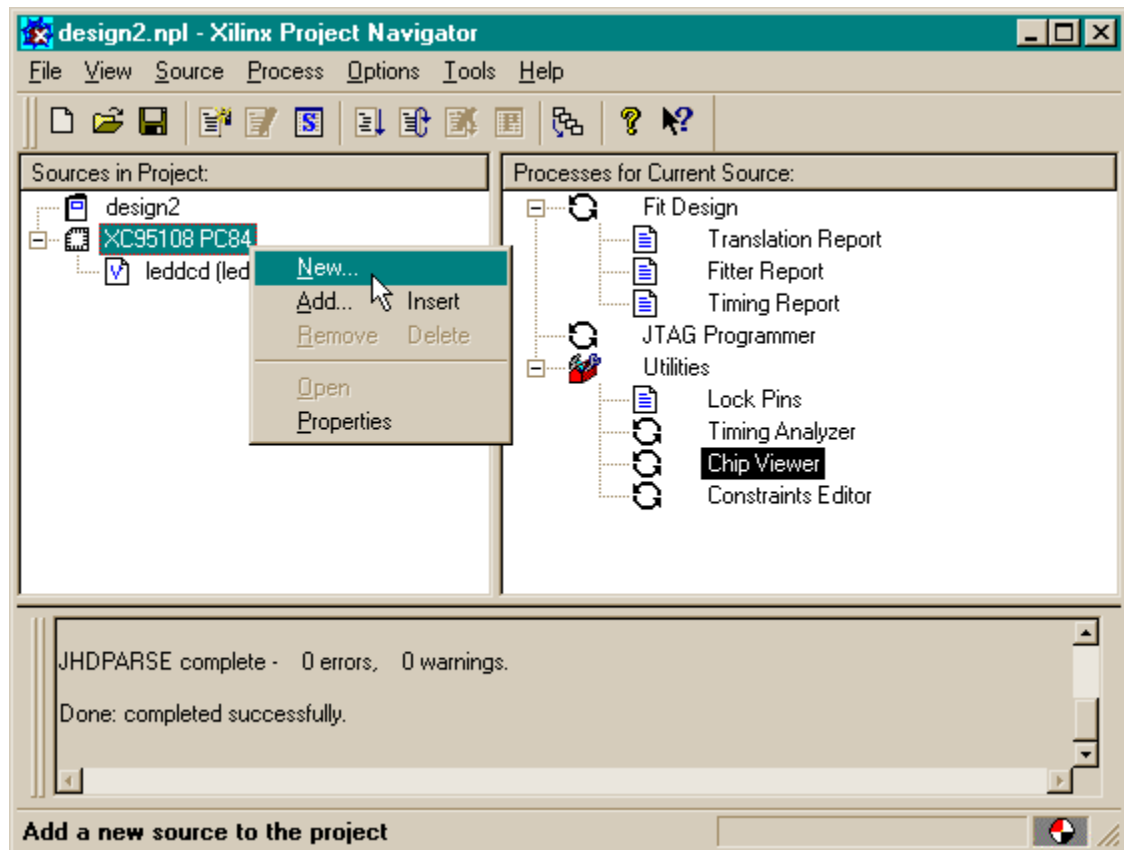 design2.npl - Xilinx Project Navigator
File View Source Process Options Tools Help
Sources in Project:
design2
XC95108 PC84
leddcd (led
New...
Add... Insert
Remove Delete
Open
Properties
Processes for Current Source:
Fit Design
Translation Report
Fitter Report
Timing Report
JTAG Programmer
Utilities
Lock Pins
Timing Analyzer
Chip Viewer
Constraints Editor
JHDPARSE complete - 0 errors, 0 warnings.
Done: completed successfully.
Add a new source to the project